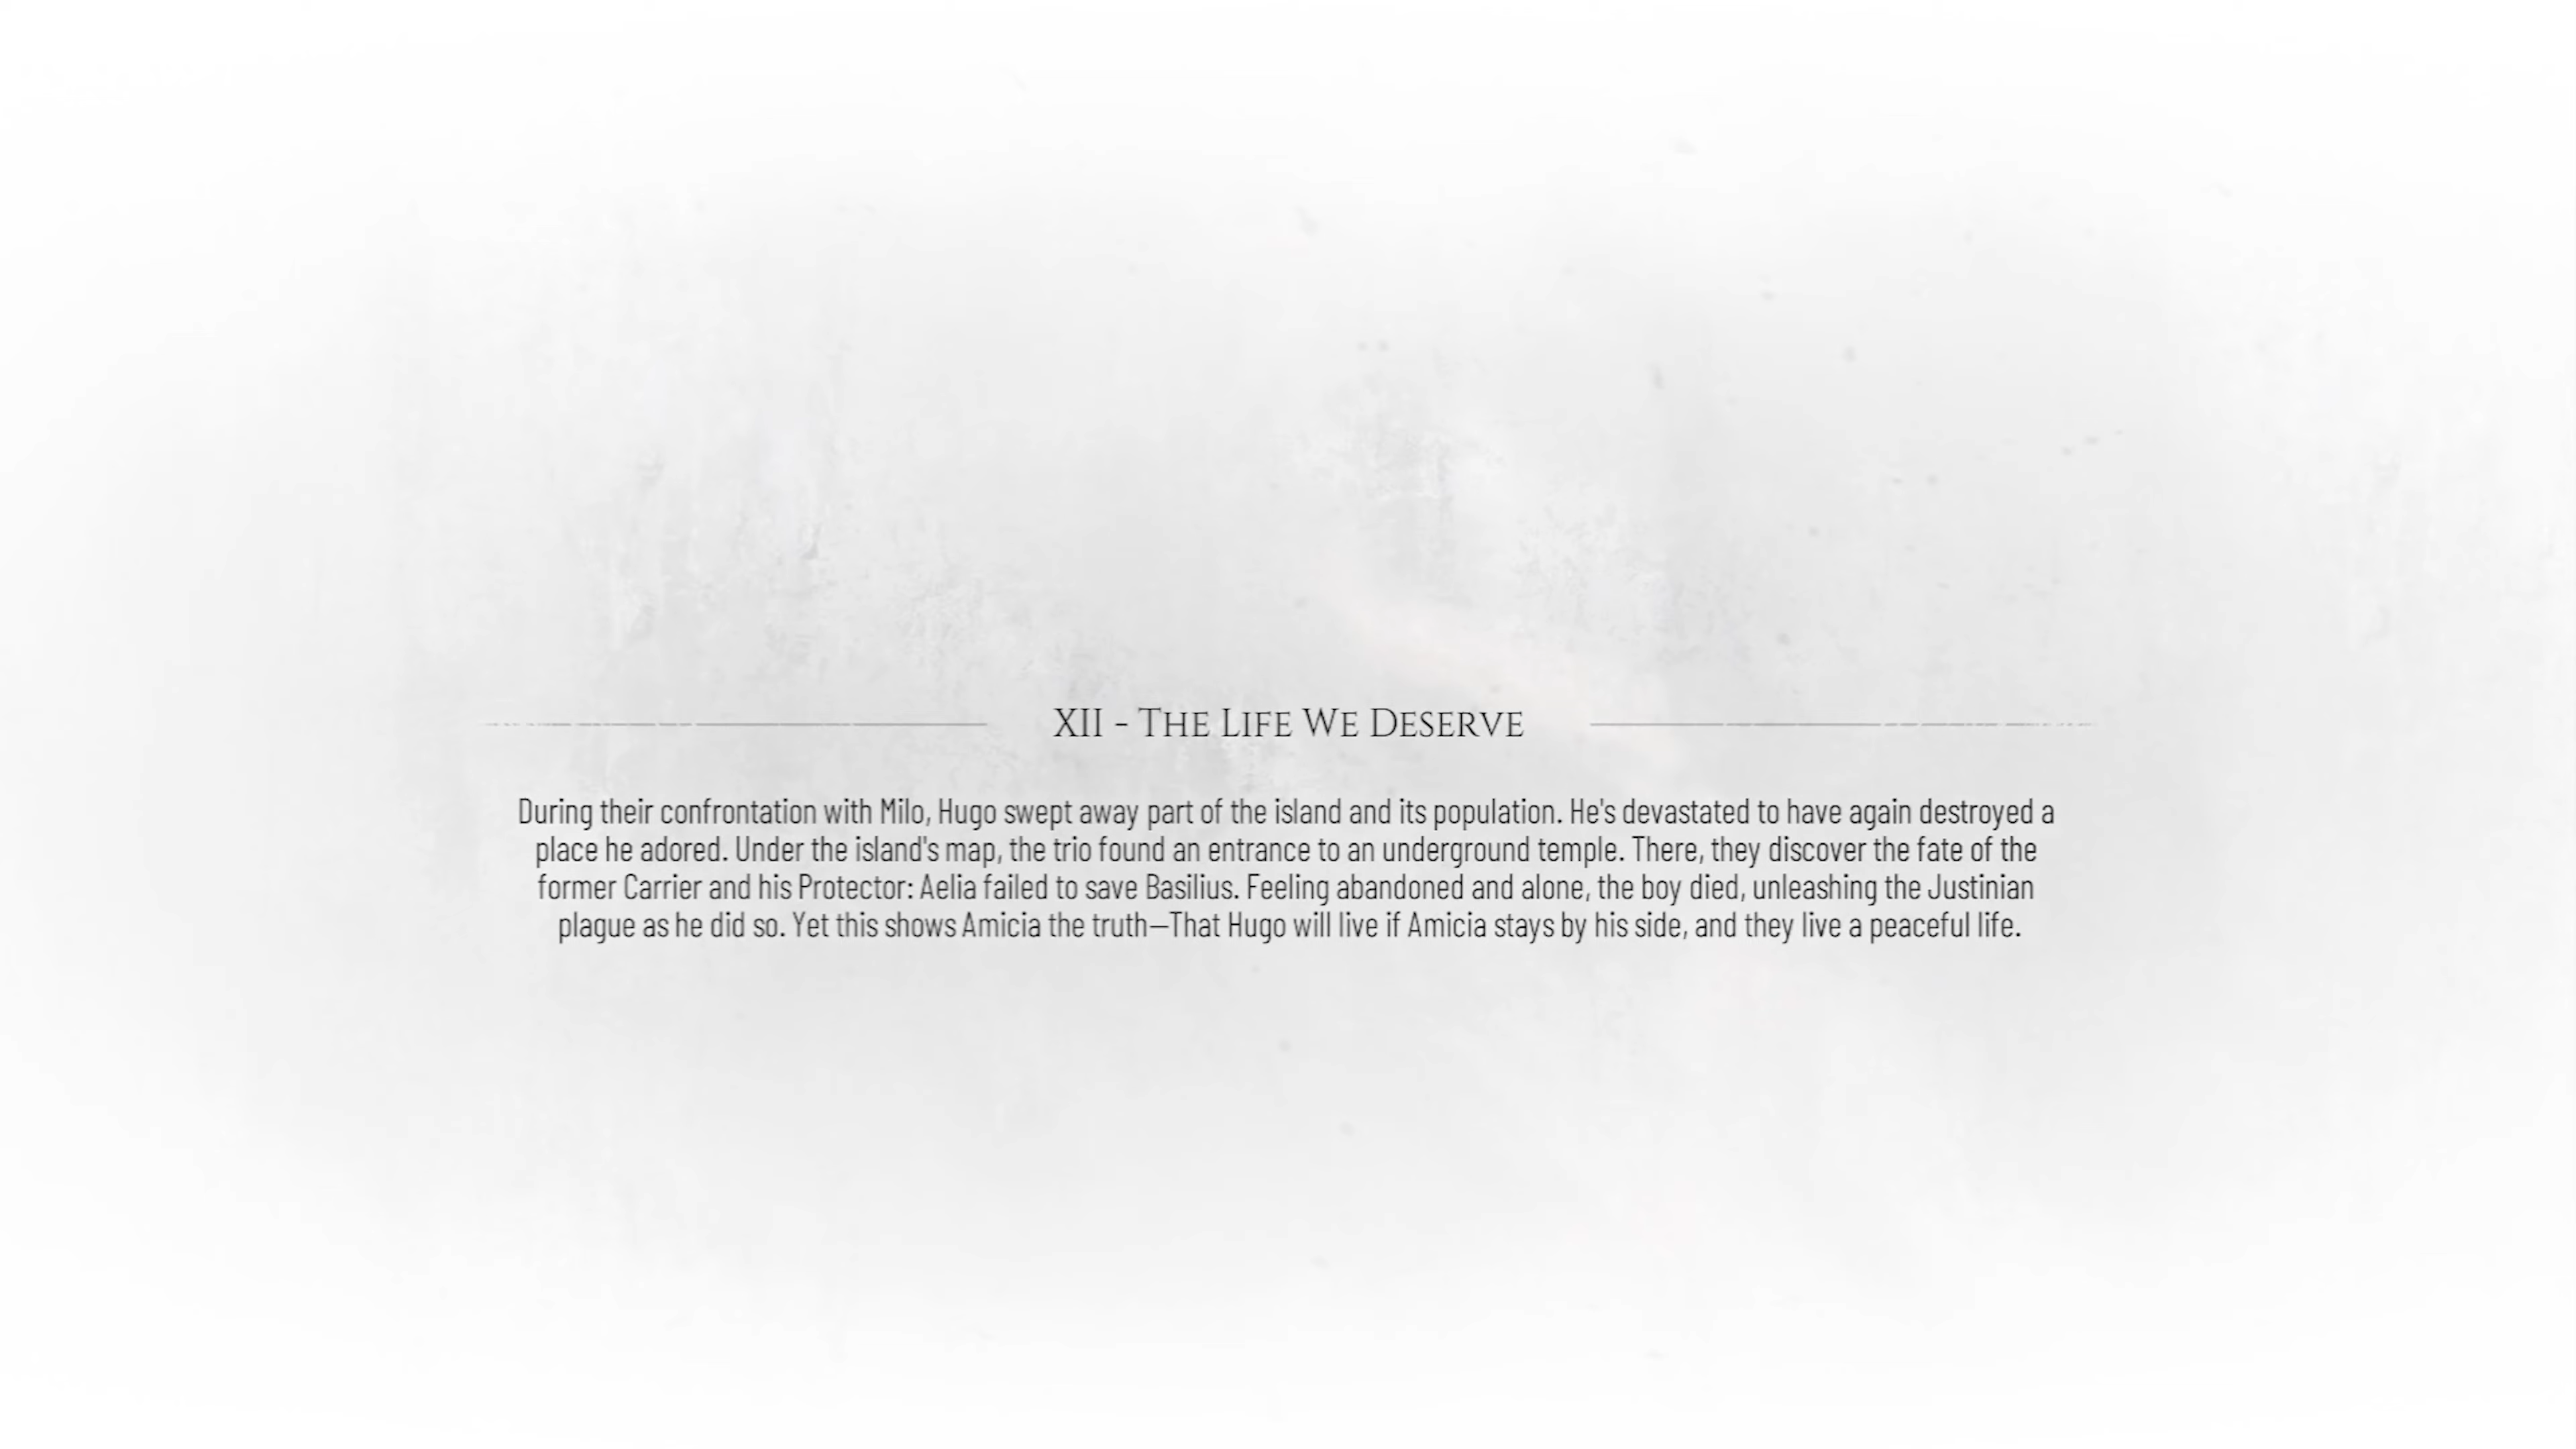 XII - The Life We Deserve
During their confrontation with Milo, Hugo swept away part of the island and its population. He's devastated to have again destroyed a
place he adored. Under the island's map, the trio found an entrance to an underground temple. There, they discover the fate of the
former Carrier and his Protector: Aelia failed to save Basilius. Feeling abandoned and alone, the boy died, unleashing the Justinian
plague as he did so. Yet this shows Amicia the truth—That Hugo will live if Amicia stays by his side, and they live a peaceful life.